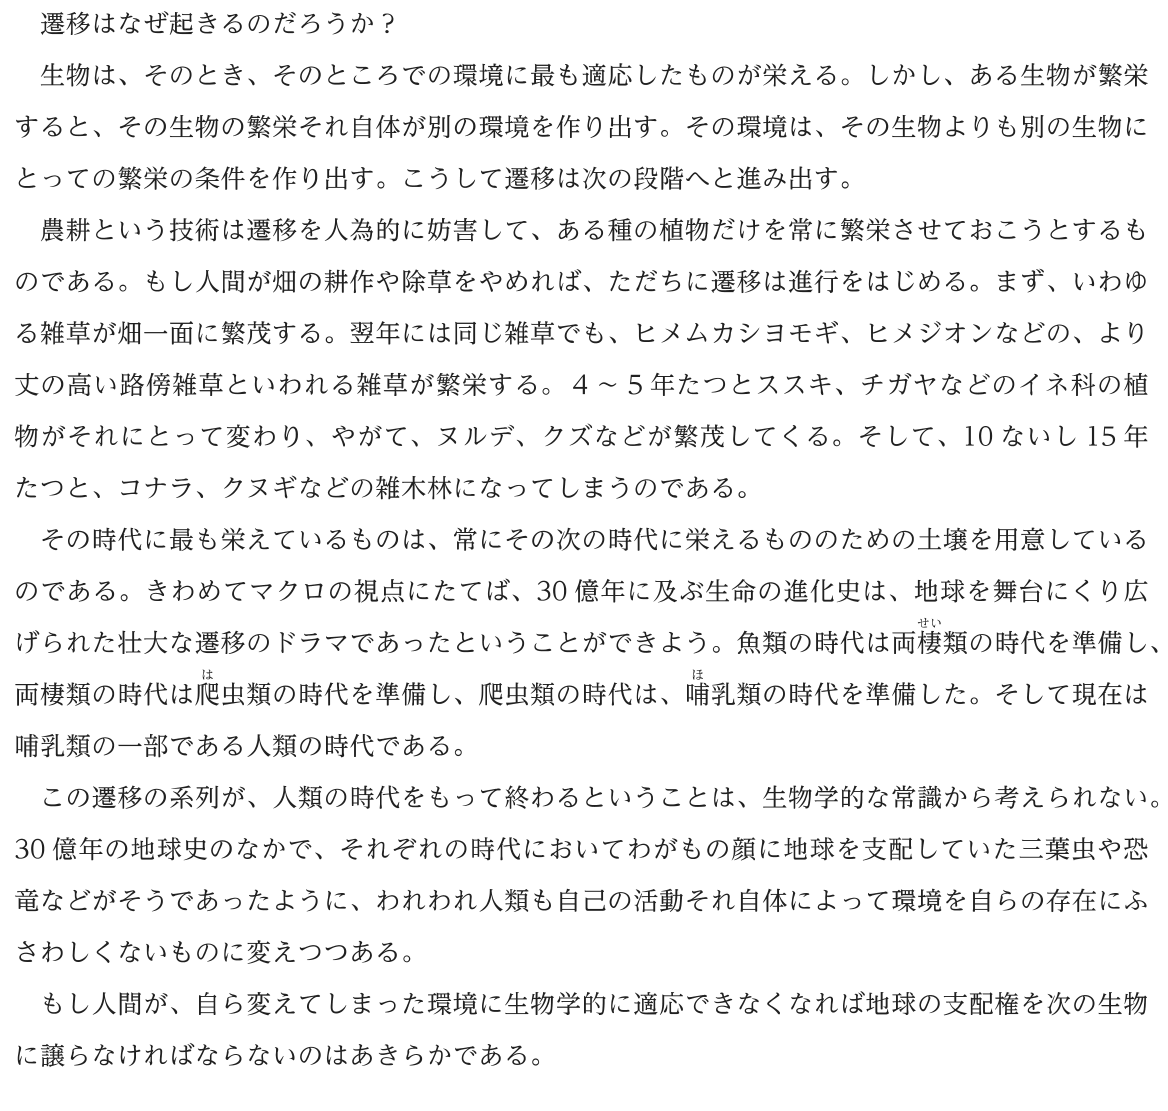 遷移はなぜ起きるのだろうか？
生物は、そのとき、そのところでの環境に最も適応したものが栄える。しかし、ある生物が繁栄
すると、その生物の繁栄それ自体が別の環境を作り出す。その環境は、その生物よりも別の生物に
とっての繁栄の条件を作り出す。こうして遷移は次の段階へと進み出す。
農耕という技術は遷移を人為的に妨害して、ある種の植物だけを常に繁栄させておこうとするも
のである。もし人間が畑の耕作や除草をやめれば、ただちに遷移は進行をはじめる。まず、いわゆ
る雑草が畑一面に繁茂する。翌年には同じ雑草でも、ヒメムカシヨモギ、ヒメジオンなどの、より
丈の高い路傍雑草といわれる雑草が繁栄する。４～５年たつとススキ、チガヤなどのイネ科の植
物がそれにとって変わり、やがて、ヌルデ、クズなどが繁茂してくる。そして、10 ないし 15 年
たつと、コナラ、クヌギなどの雑木林になってしまうのである。
その時代に最も栄えているものは、常にその次の時代に栄えるもののための土壌を用意している
のである。きわめてマクロの視点にたてば、30 億年に及ぶ生命の進化史は、地球を舞台にくり広
げられた壮大な遷移のドラマであったということができよう。魚類の時代は両棲類の時代を準備し、
両棲類の時代は爬虫類の時代を準備し、爬虫類の時代は、哺乳類の時代を準備した。そして現在は
哺乳類の一部である人類の時代である。
この遷移の系列が、人類の時代をもって終わるということは、生物学的な常識から考えられない。
30 億年の地球史のなかで、それぞれの時代においてわがもの顔に地球を支配していた三葉虫や恐
竜などがそうであったように、われわれ人類も自己の活動それ自体によって環境を自らの存在にふ
さわしくないものに変えつつある。
もし人間が、自ら変えてしまった環境に生物学的に適応できなくなれば地球の支配権を次の生物
に譲らなければならないのはあきらかである。